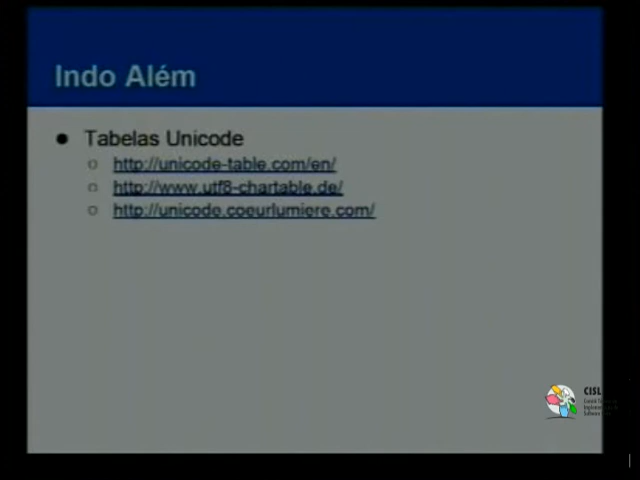 Indo Além
Tabelas Unicode
http://unicode-table.com/en/
http://www.utf8-chartable.de/
http://unicode.coeurlumiere.com/
CISL